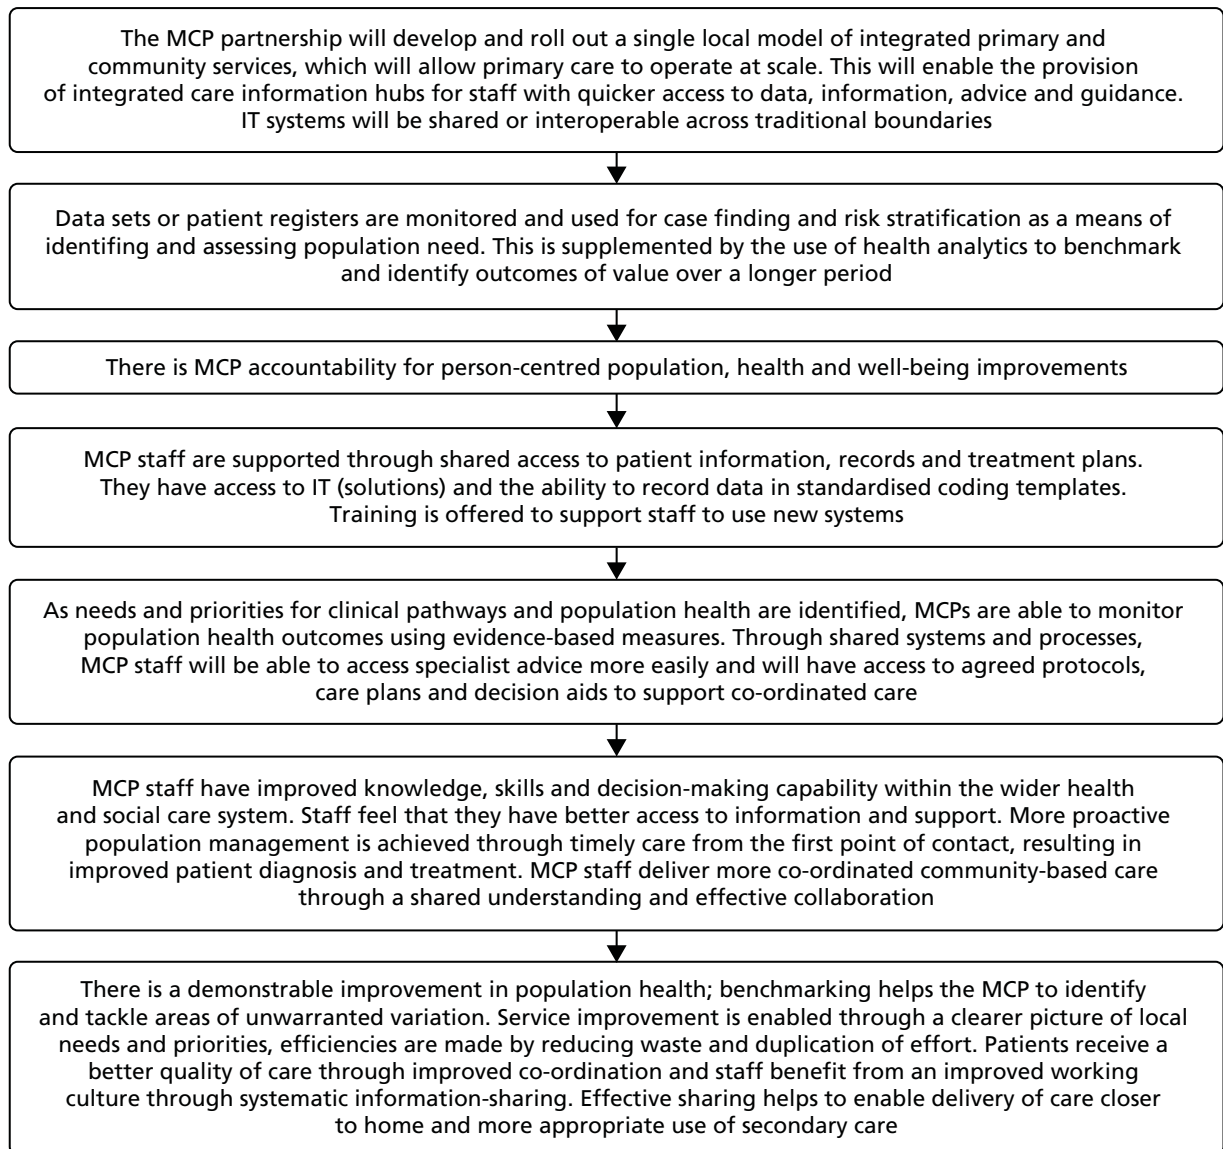 The MCP partnership will develop and roll out a single local model of integrated primary and
community services, which will allow primary care to operate at scale. This will enable the provision
of integrated care information hubs for staff with quicker access to data, information, advice and guidance.
IT systems will be shared or interoperable across traditional boundaries
Data sets or patient registers are monitored and used for case finding and risk stratification as a means of
identifing and assessing population need. This is supplemented by the use of health analytics to benchmark
and identify outcomes of value over a longer period
There is MCP accountability for person-centred population, health and well-being improvements
MCP staff are supported through shared access to patient information, records and treatment plans.
They have access to IT (solutions) and the ability to record data in standardised coding templates.
Training is offered to support staff to use new systems
As needs and priorities for clinical pathways and population health are identified, MCPs are able to monitor
population health outcomes using evidence-based measures. Through shared systems and processes,
MCP staff will be able to access specialist advice more easily and will have access to agreed protocols,
care plans and decision aids to support co-ordinated care
MCP staff have improved knowledge, skills and decision-making capability within the wider health
and social care system. Staff feel that they have better access to information and support. More proactive
population management is achieved through timely care from the first point of contact, resulting in
improved patient diagnosis and treatment. MCP staff deliver more co-ordinated community-based care
through a shared understanding and effective collaboration
There is a demonstrable improvement in population health; benchmarking helps the MCP to identify
and tackle areas of unwarranted variation. Service improvement is enabled through a clearer picture of local
needs and priorities, efficiencies are made by reducing waste and duplication of effort. Patients receive a
better quality of care through improved co-ordination and staff benefit from an improved working
culture through systematic information-sharing. Effective sharing helps to enable delivery of care closer
to home and more appropriate use of secondary care